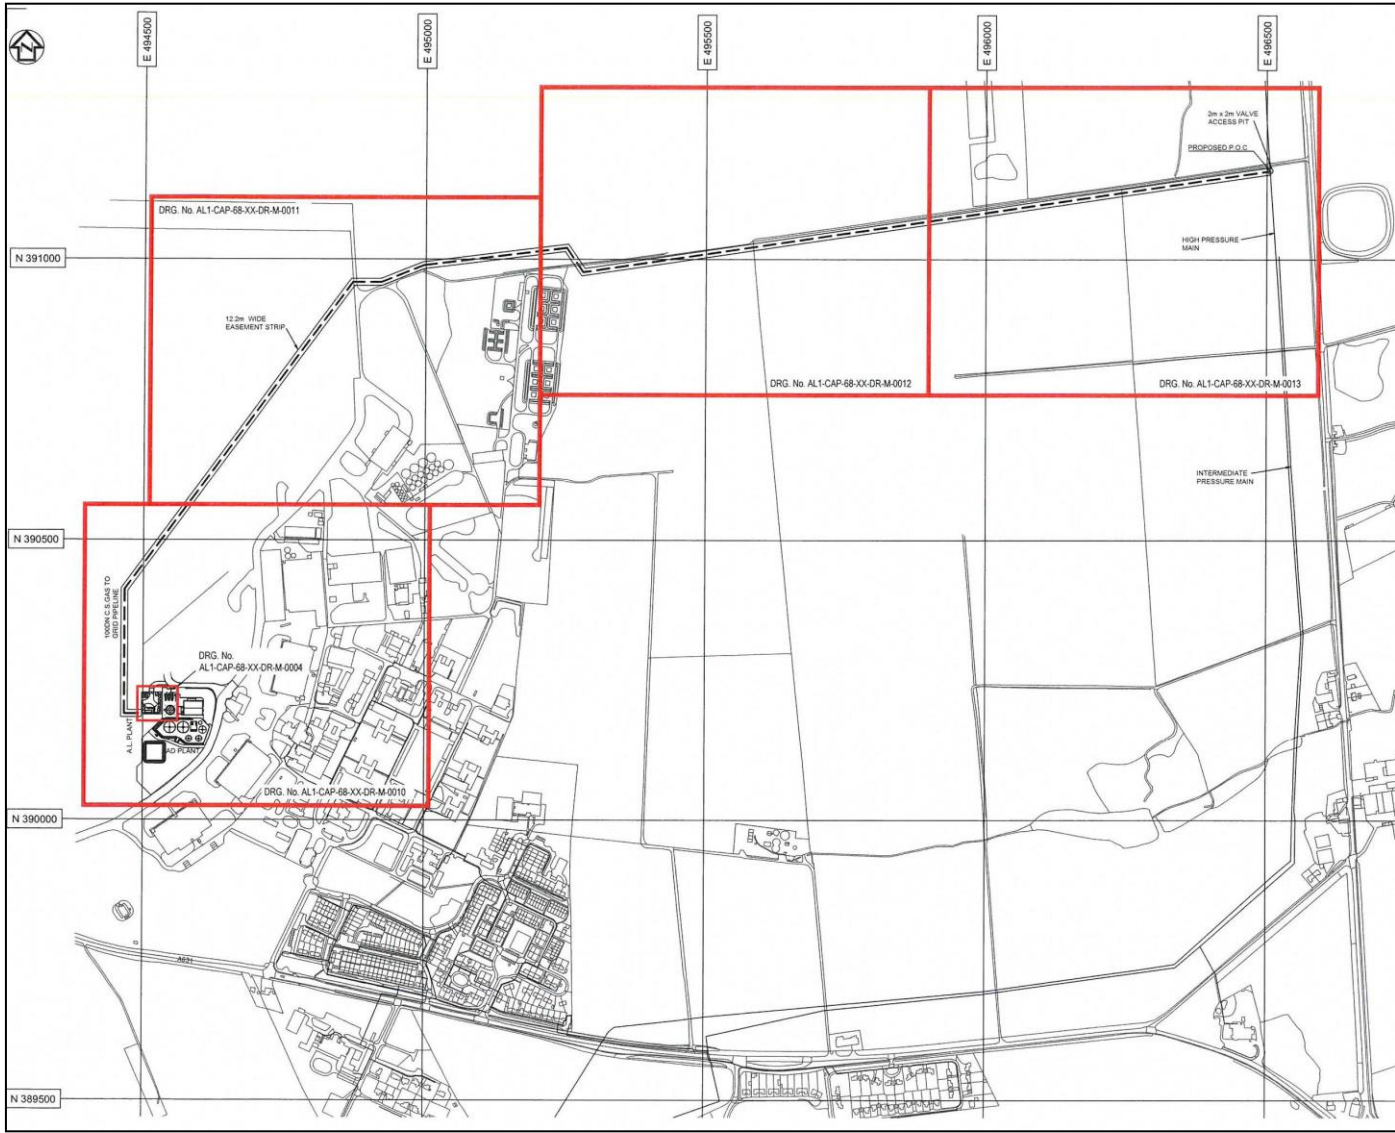 E 494500
E 495000
E 495500
E 496000
E 496500
N
2m x 2m VALVE
ACCESS PIT
PROPOSED P.O.C
DRG. No. AL1-CAP-68-XX-DR-M-0011
HIGH PRESSURE
MAIN
N 391000
12.2m WIDE
EASEMENT STRIP
DRG. No. AL1-CAP-68-XX-DR-M-0012
DRG. No. AL1-CAP-68-XX-DR-M-0013
INTERMEDIATE
PRESSURE MAIN
N 390500
100DN C.S.GAS TO
GRID PIPELINE
DRG. No.
AL1-CAP-68-XX-DR-M-0004
A.L. PLANT
AD PLANT
DRG. No. AL1-CAP-68-XX-DR-M-0010
N 390000
A631
N 389500